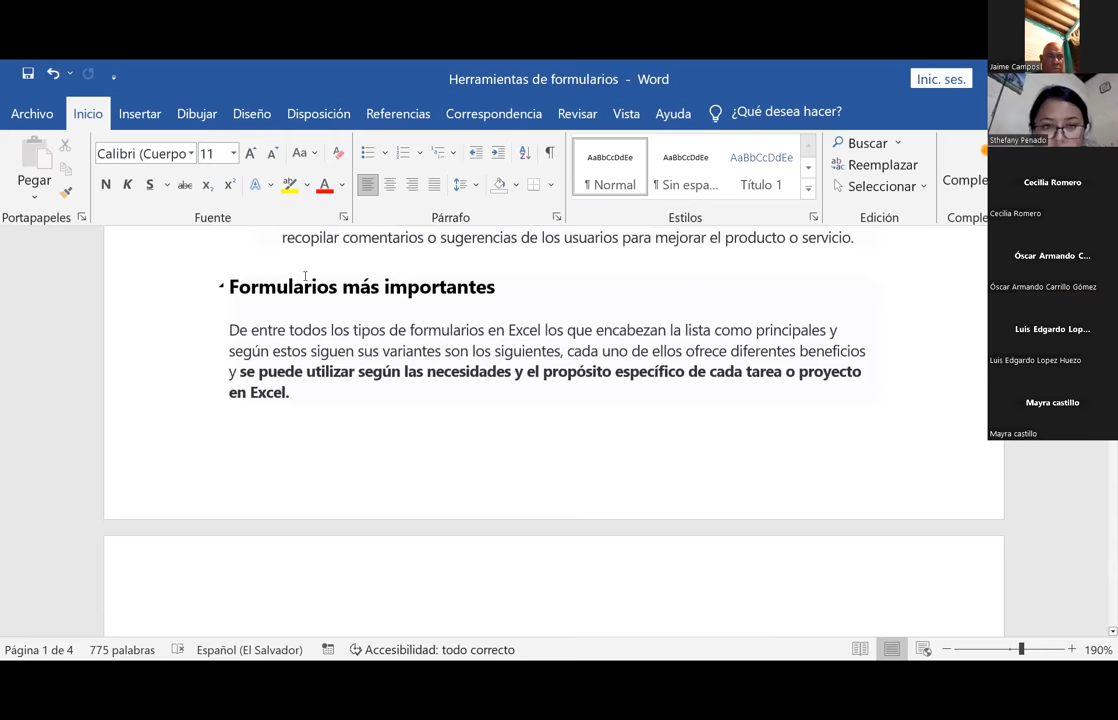 Herramientas de formularios - Word
Inic. ses.
Archivo Inicio Insertar Dibujar Diseño Disposición Referencias Correspondencia Revisar Vista Ayuda ¿Qué desea hacer?
Pegar
Calibri (Cuerpo 11
Aa
N K S abc x₂ x² A ab A
AaBbCcDdEe AaBbCcDdEe AaBbCcDdEe
¶ Normal ¶ Sin espa... Título 1
Buscar
Reemplazar
Seleccionar
Comple
Portapapeles Fuente Párrafo Estilos Edición Comple
recopilar comentarios o sugerencias de los usuarios para mejorar el producto o servicio.
Formularios más importantes
De entre todos los tipos de formularios en Excel los que encabezan la lista como principales y
según estos siguen sus variantes son los siguientes, cada uno de ellos ofrece diferentes beneficios
y se puede utilizar según las necesidades y el propósito específico de cada tarea o proyecto
en Excel.
Página 1 de 4 775 palabras Español (El Salvador) Accesibilidad: todo correcto 190%
Jaime Campos
Sthefany Penado
Cecilia Romero
Cecilia Romero
Óscar Armando C...
Óscar Armando Carrillo Gómez
Luis Edgardo Lop...
Luis Edgardo Lopez Huezo
Mayra castillo
Mayra castillo